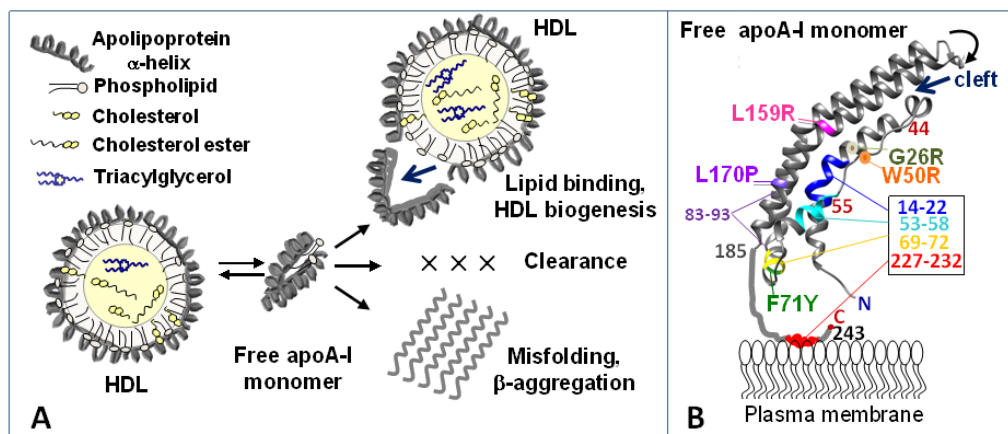 Apolipoprotein
α-helix
Phospholipid
Cholesterol
Cholesterol ester
Triacylglycerol
HDL
HDL
Free apoA-I
monomer
Lipid binding,
HDL biogenesis
Clearance
Misfolding,
β-aggregation
A
Free apoA-I monomer
cleft
L159R
44
G26R
W50R
L170P
83-93
55
14-22
53-58
69-72
227-232
185
F71Y
N
C
243
Plasma membrane
B